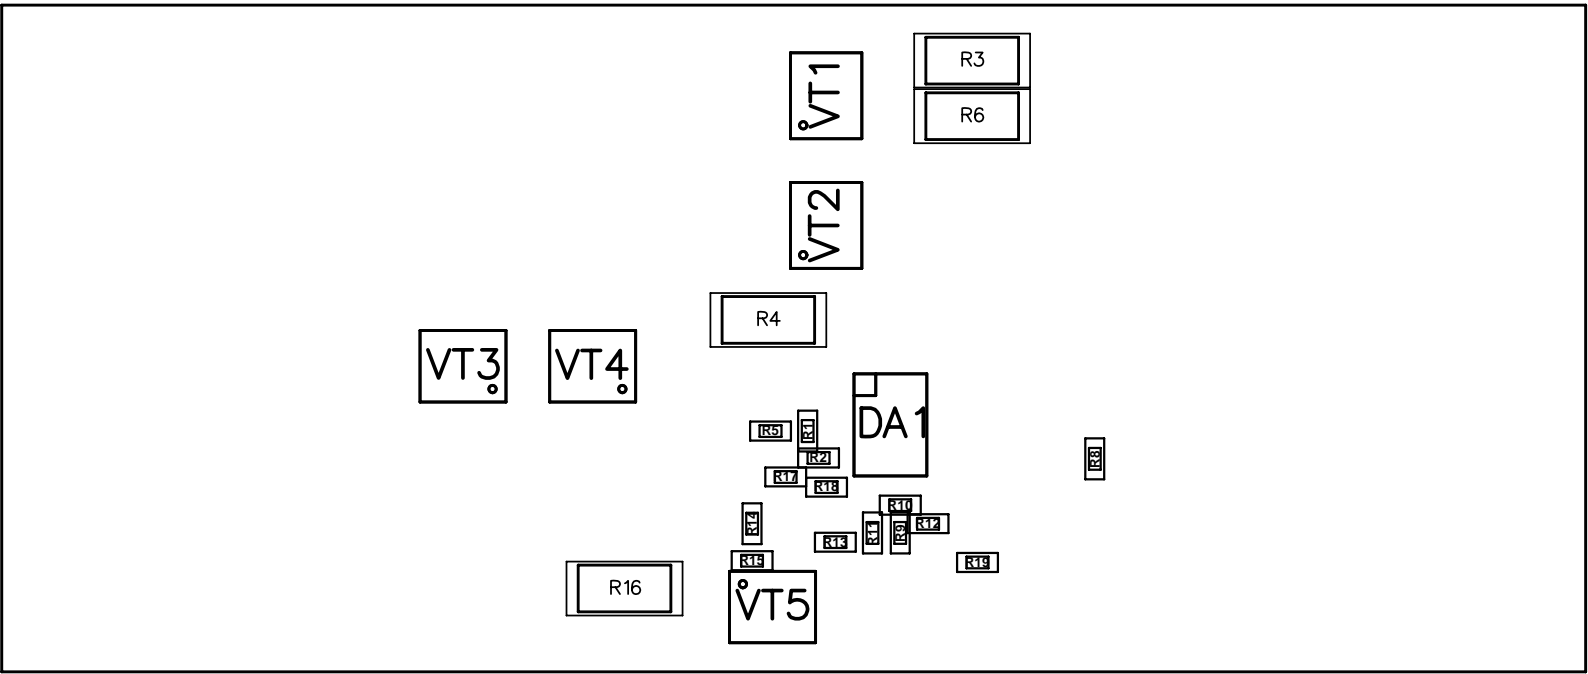 R3
VT1
R6
VT2
R4
VT3
VT4
DA1
R5
R1
R2
R8
R17
R18
R10
R14
R12
R11
R9
R13
R15
R19
R16
VT5